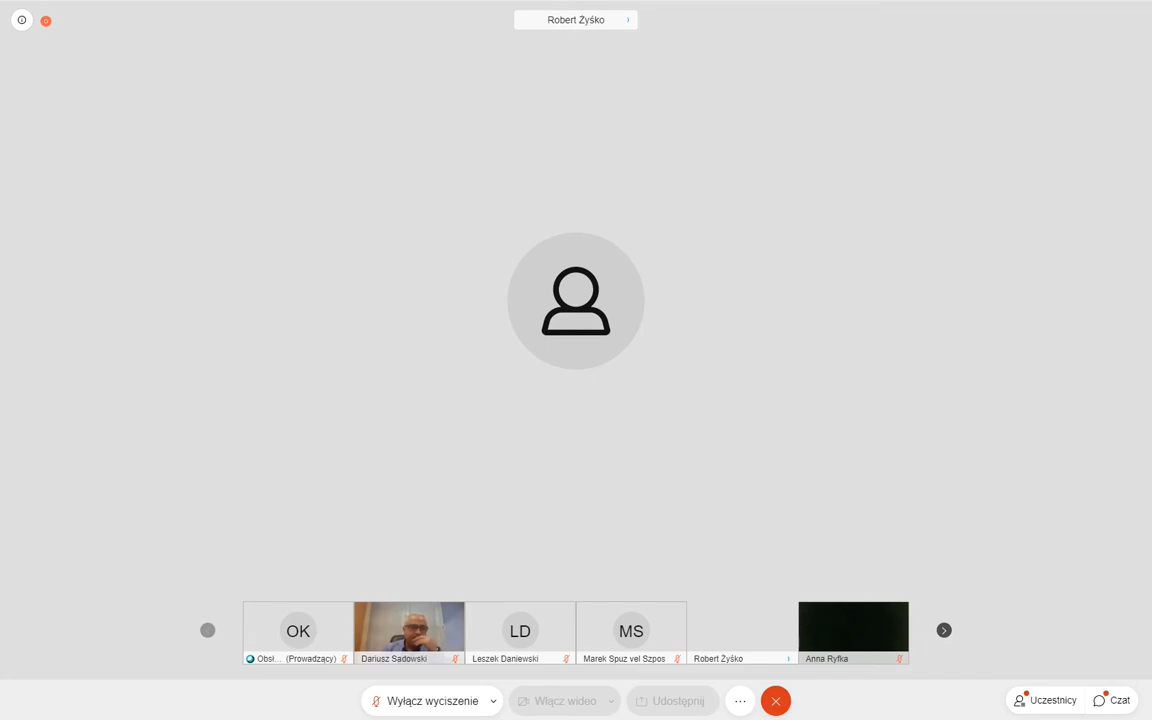 Robert Żyśko
OK
LD
MS
Obsł... (Prowadzący)
Dariusz Sadowski
Leszek Daniewski
Marek Spuz vel Szpos
Robert Żyśko
Anna Ryfka
Wyłącz wyciszenie
Włącz wideo
Udostępnij
Uczestnicy
Czat